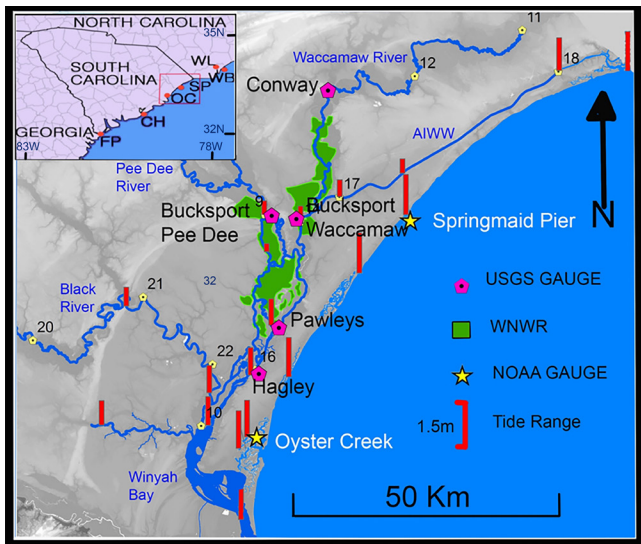 NORTH CAROLINA
35N
SOUTH
CAROLINA
WL
WB
SP
OC
CH
GEORGIA
FP
32N
83W
78W
11
Waccamaw River
12
18
Conway
AIWW
Pee Dee
River
17
9
Bucksport
Pee Dee
Bucksport
Waccamaw
N
Springmaid Pier
32
USGS GAUGE
Black
River
21
20
Pawleys
WNWR
22
16
Hagley
NOAA GAUGE
10
1.5m
Tide Range
Oyster Creek
Winyah
Bay
50 Km